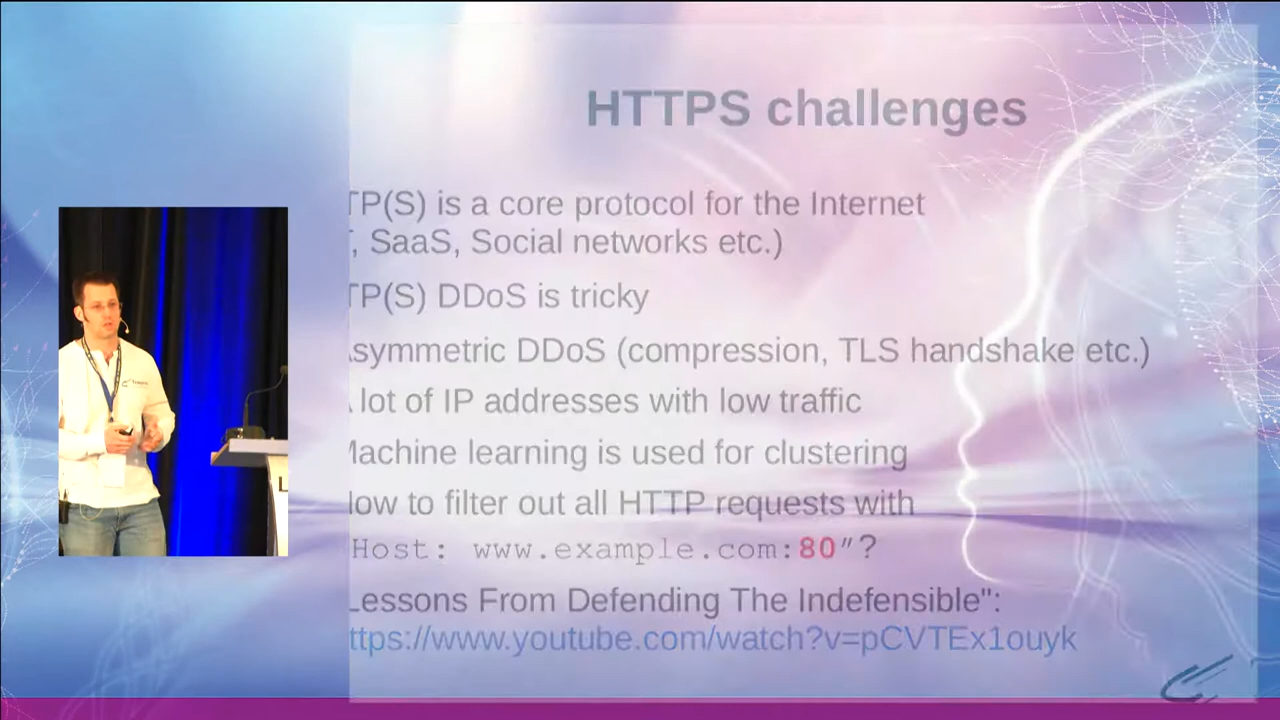 HTTPS challenges
TP(S) is a core protocol for the Internet
, SaaS, Social networks etc.)
TP(S) DDoS is tricky
symmetric DDoS (compression, TLS handshake etc.)
lot of IP addresses with low traffic
achine learning is used for clustering
ow to filter out all HTTP requests with
Host: www.example.com:80"?
Lessons From Defending The Indefensible":
ttps://www.youtube.com/watch?v=pCVTEx1ouyk
L